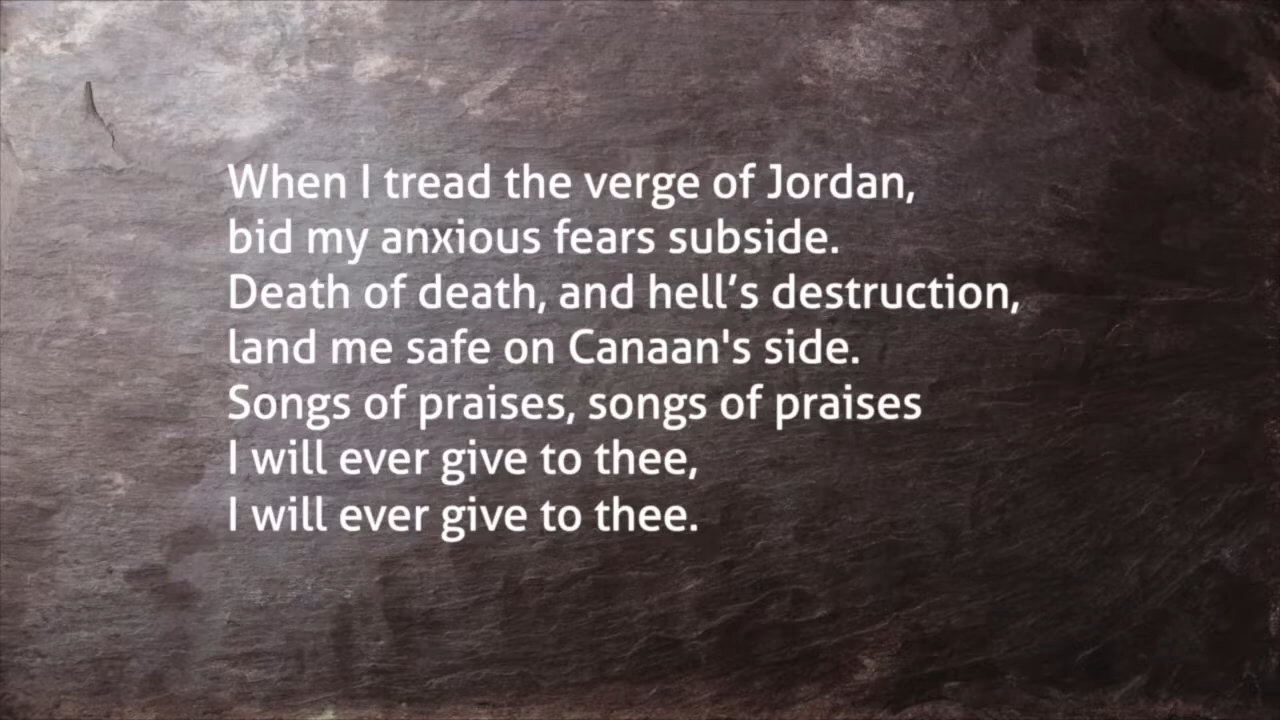 When I tread the verge of Jordan,
bid my anxious fears subside.
Death of death, and hell’s destruction,
land me safe on Canaan's side.
Songs of praises, songs of praises
I will ever give to thee,
I will ever give to thee.